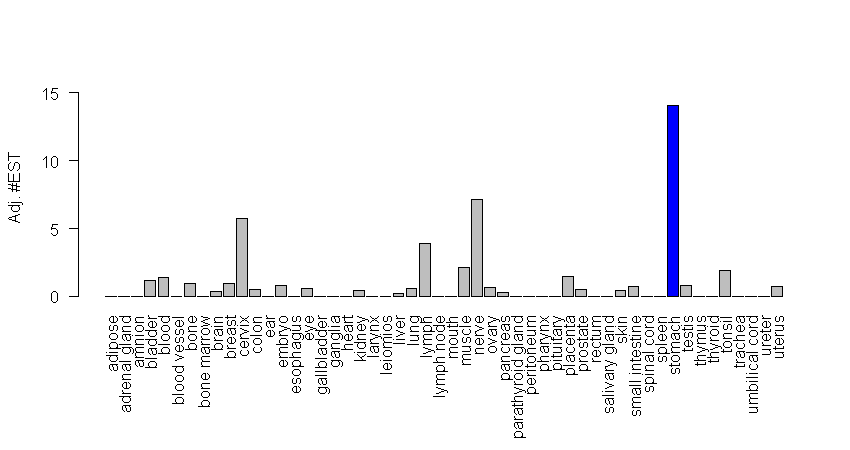 15
10
5
0
Adj. #EST
adipose
adrenal gland
amnion
bladder
blood
blood vessel
bone
bone marrow
brain
breast
cervix
colon
ear
embryo
esophagus
eye
gallbladder
ganglia
heart
kidney
larynx
leiomios
liver
lung
lymph
lymph node
mouth
muscle
nerve
ovary
pancreas
parathyroid gland
peritoneum
pharynx
pituitary
placenta
prostate
rectum
salivary gland
skin
small intestine
spinal cord
spleen
stomach
testis
thymus
thyroid
tonsil
trachea
umbilical cord
ureter
uterus